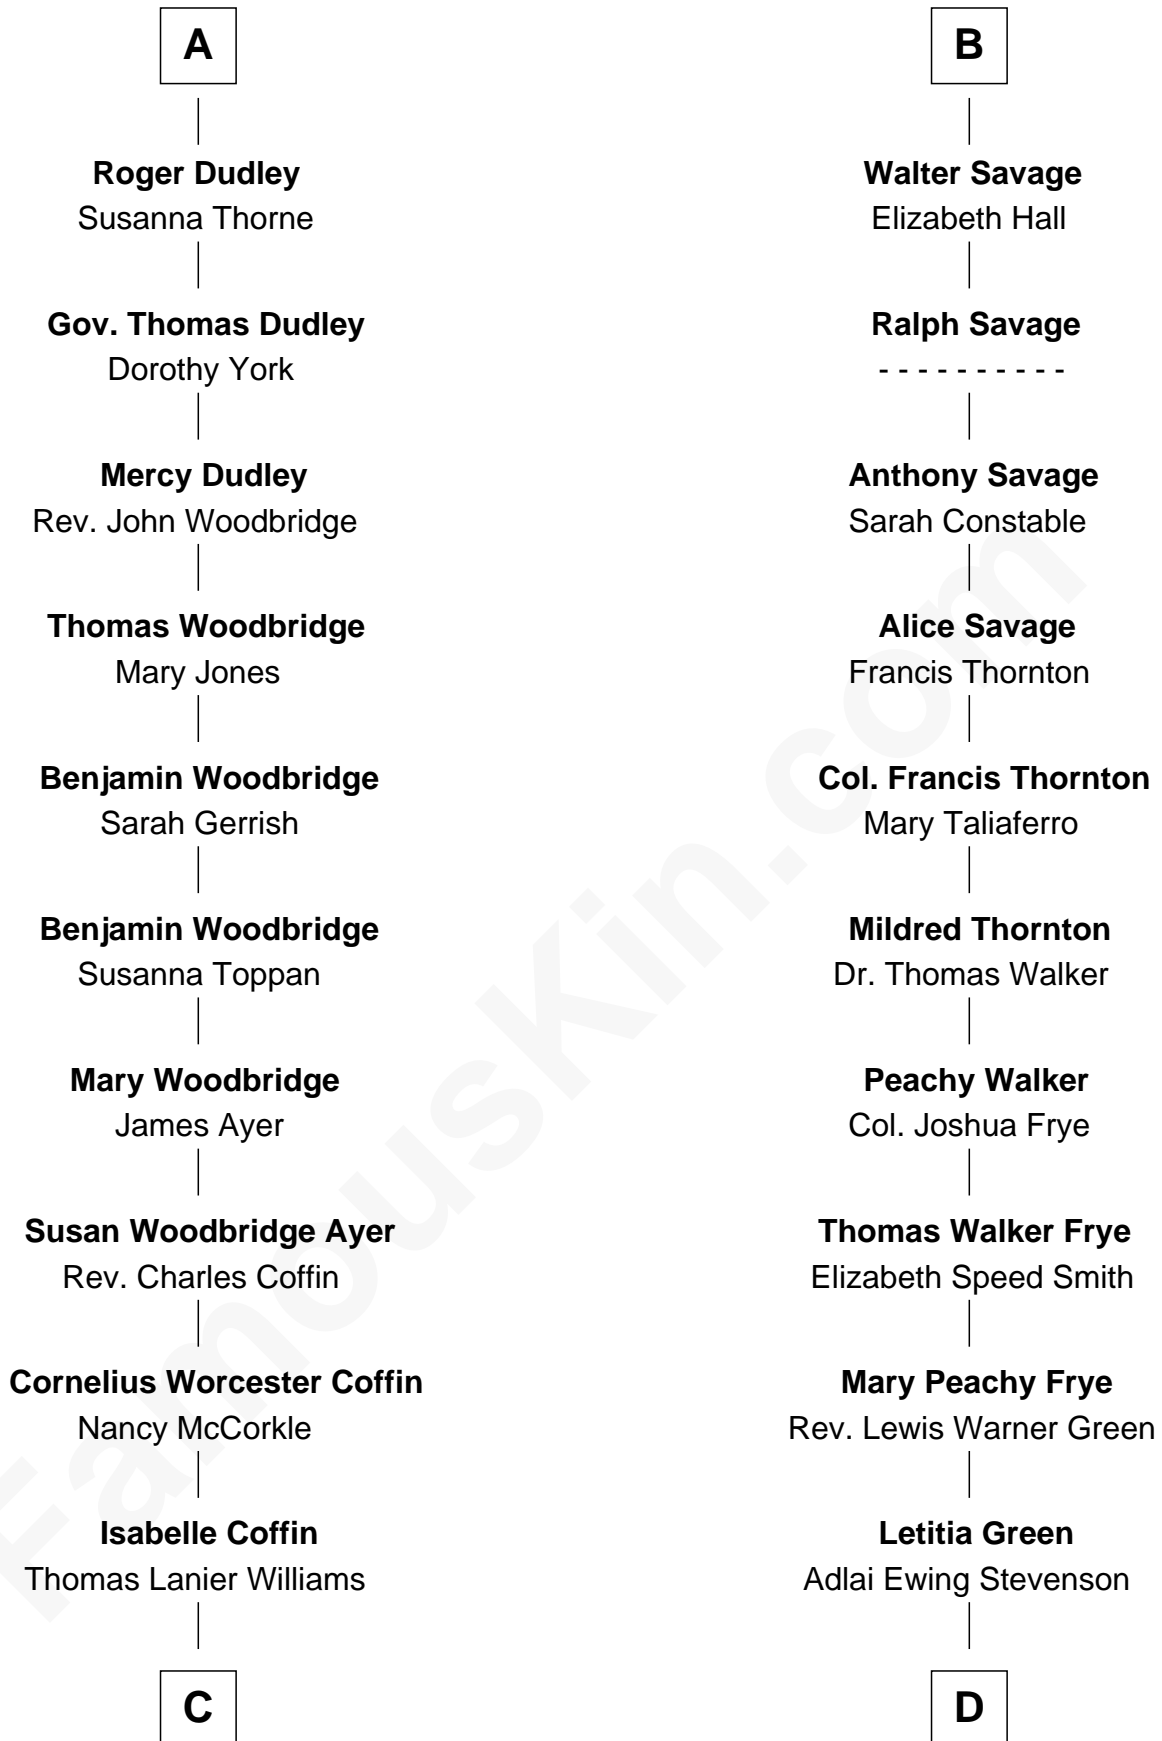 A
Roger Dudley
Susanna Thorne
Gov. Thomas Dudley
Dorothy York
Mercy Dudley
Rev. John Woodbridge
Thomas Woodbridge
Mary Jones
Benjamin Woodbridge
Sarah Gerrish
Benjamin Woodbridge
Susanna Toppan
Mary Woodbridge
James Ayer
Susan Woodbridge Ayer
Rev. Charles Coffin
Cornelius Worcester Coffin
Nancy McCorkle
Isabelle Coffin
Thomas Lanier Williams
C
B
Walter Savage
Elizabeth Hall
Ralph Savage
- - - - - - - - - -
Anthony Savage
Sarah Constable
Alice Savage
Francis Thornton
Col. Francis Thornton
Mary Taliaferro
Mildred Thornton
Dr. Thomas Walker
Peachy Walker
Col. Joshua Frye
Thomas Walker Frye
Elizabeth Speed Smith
Mary Peachy Frye
Rev. Lewis Warner Green
Letitia Green
Adlai Ewing Stevenson
D
FamousKin.com